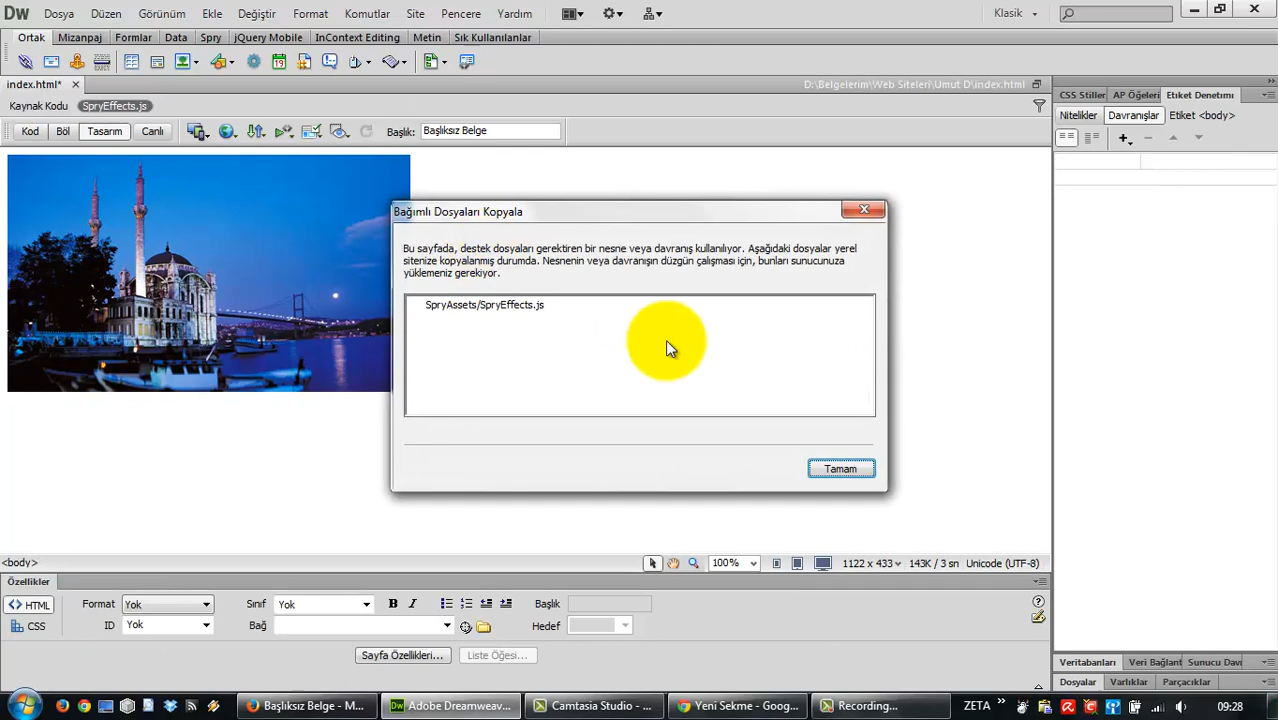 Dw Dosya Düzen Görünüm Ekle Değiştir Format Komutlar Site Pencere Yardım Klasik
Ortak Mizanpaj Formlar Data Spry jQuery Mobile InContext Editing Metin Sık Kullanılanlar
index.html* D:\Belgelerim\Web Siteleri\Umut D\index.html
CSS Stiller AP Öğeleri Etiket Denetimi
Kaynak Kodu SpryEffects.js
Nitelikler Davranışlar Etiket <body>
Kod Böl Tasarım Canlı Başlık: Başlıksız Belge
Bağımlı Dosyaları Kopyala
Bu sayfada, destek dosyaları gerektiren bir nesne veya davranış kullanılıyor. Aşağıdaki dosyalar yerel
sitenize kopyalanmış durumda. Nesnenin veya davranışın düzgün çalışması için, bunları sunucunuza
yüklemeniz gerekiyor.
SpryAssets/SpryEffects.js
Tamam
<body> 100% 1122 x 433 143K / 3 sn Unicode (UTF-8)
Özellikler
<> HTML Format Yok Sınıf Yok B I Başlık
CSS ID Yok Bağ Hedef
Sayfa Özellikleri... Liste Öğesi...
Veritabanları Veri Bağlant Sunucu Davı
Dosyalar Varlıklar Parçacıklar
Başlıksız Belge - M... Adobe Dreamweav... Camtasia Studio - ... Yeni Sekme - Goog... Recording... ZETA 09:28